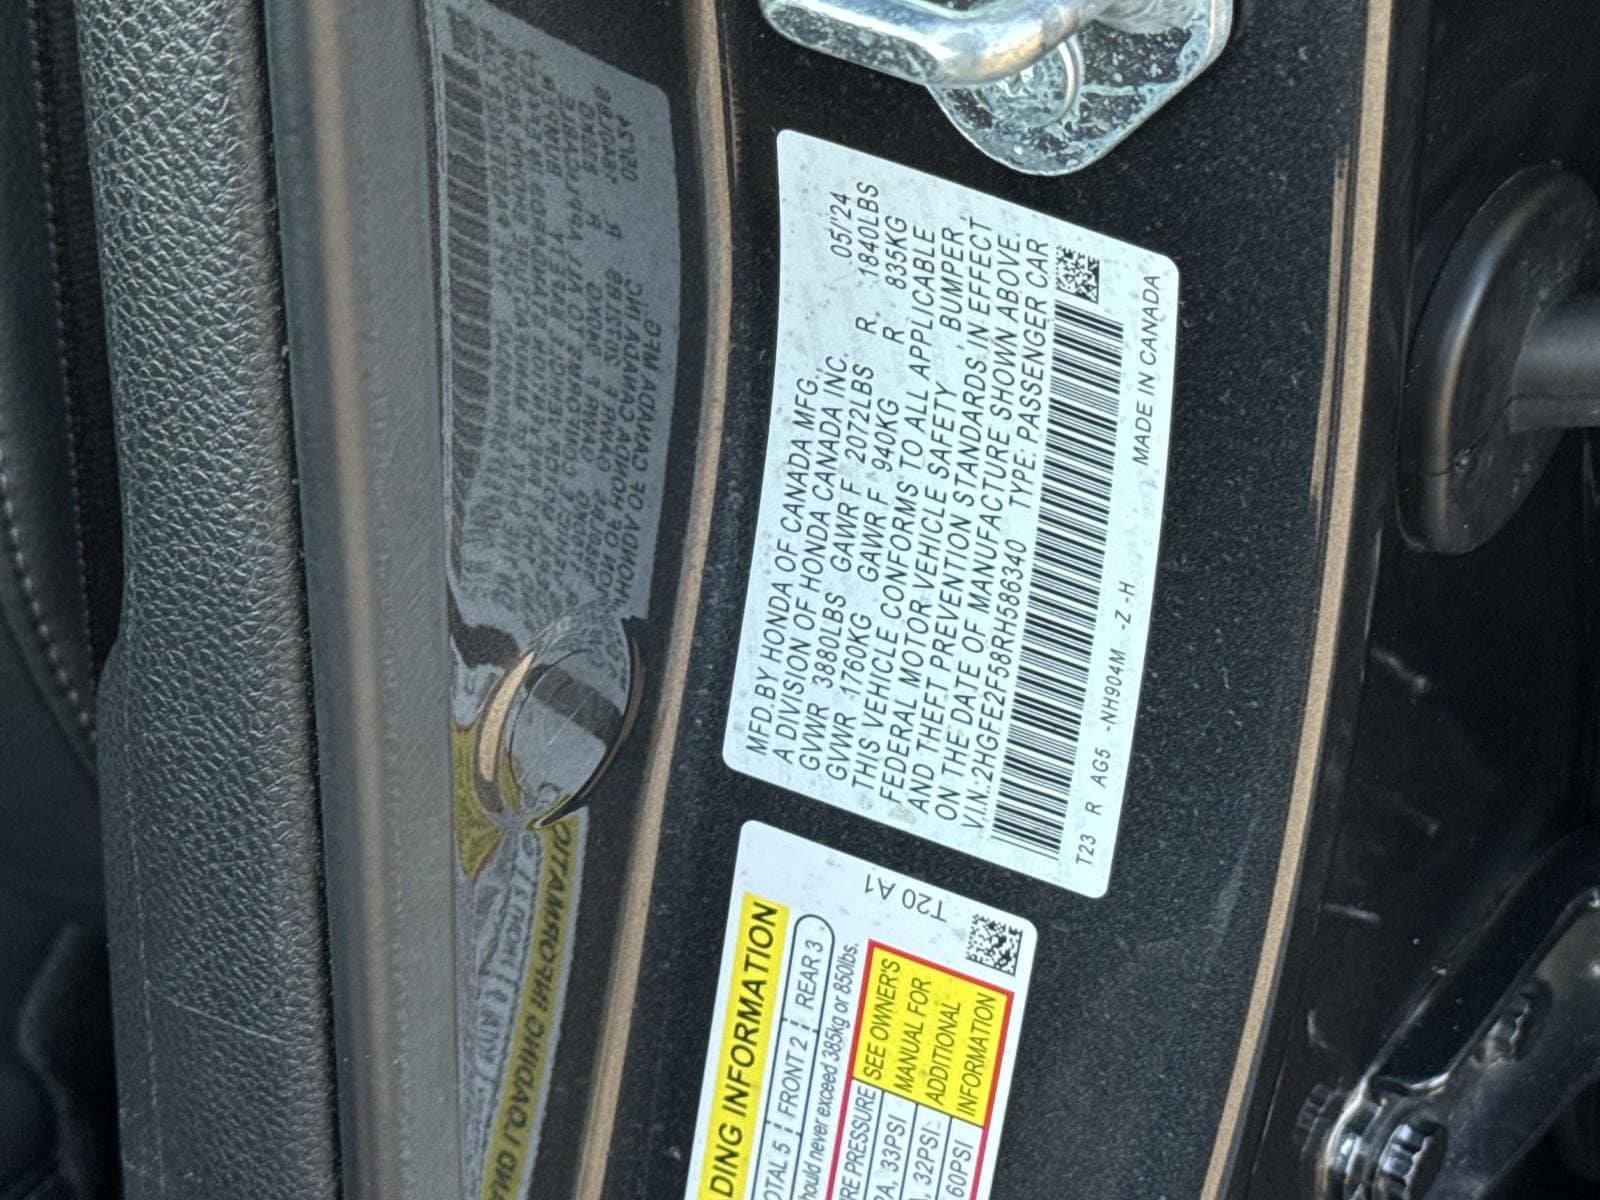 MFD.BY HONDA OF CANADA MFG.,
A DIVISION OF HONDA CANADA INC. 05/'24
GVWR 3880LBS GAWR F 2072LBS R 1840LBS
GVWR 1760KG GAWR F 940KG R 835KG
THIS VEHICLE CONFORMS TO ALL APPLICABLE
FEDERAL MOTOR VEHICLE SAFETY, BUMPER,
AND THEFT PREVENTION STANDARDS IN EFFECT
ON THE DATE OF MANUFACTURE SHOWN ABOVE.
V.I.N.:2HGFE2F58RH586340 TYPE:PASSENGER CAR
T23 R AG5 -NH904M -Z -H MADE IN CANADA
T20 A1
DING INFORMATION
OTAL 5 FRONT 2 REAR 3
hould never exceed 385kg or 850lbs.
RE PRESSURE
33PSI
32PSI
60PSI
SEE OWNER'S
MANUAL FOR
ADDITIONAL
INFORMATION